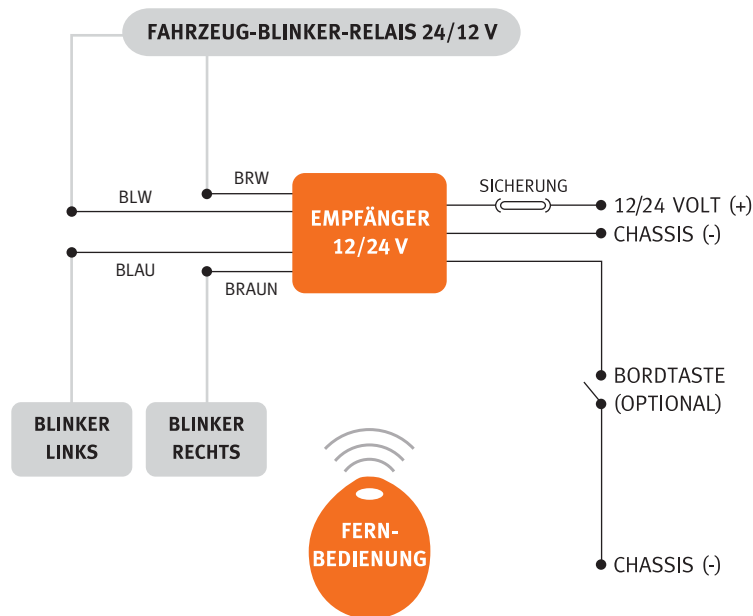 FAHRZEUG-BLINKER-RELAIS 24/12 V
BRW
BLW
SICHERUNG
12/24 VOLT (+)
EMPFÄNGER
12/24 V
CHASSIS (-)
BLAU
BRAUN
BORDTASTE
(OPTIONAL)
BLINKER
LINKS
BLINKER
RECHTS
FERN-
BEDIENUNG
CHASSIS (-)